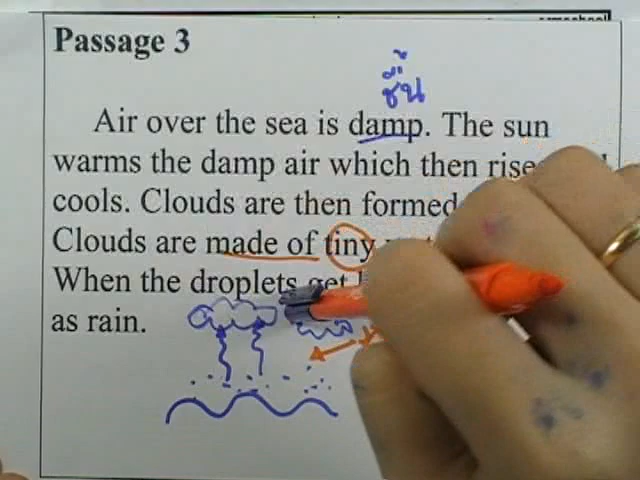 Passage 3
ชื้น
Air over the sea is damp. The sun
warms the damp air which then
cools. Clouds are then formed
Clouds are made of tiny
When the droplets get
as rain.